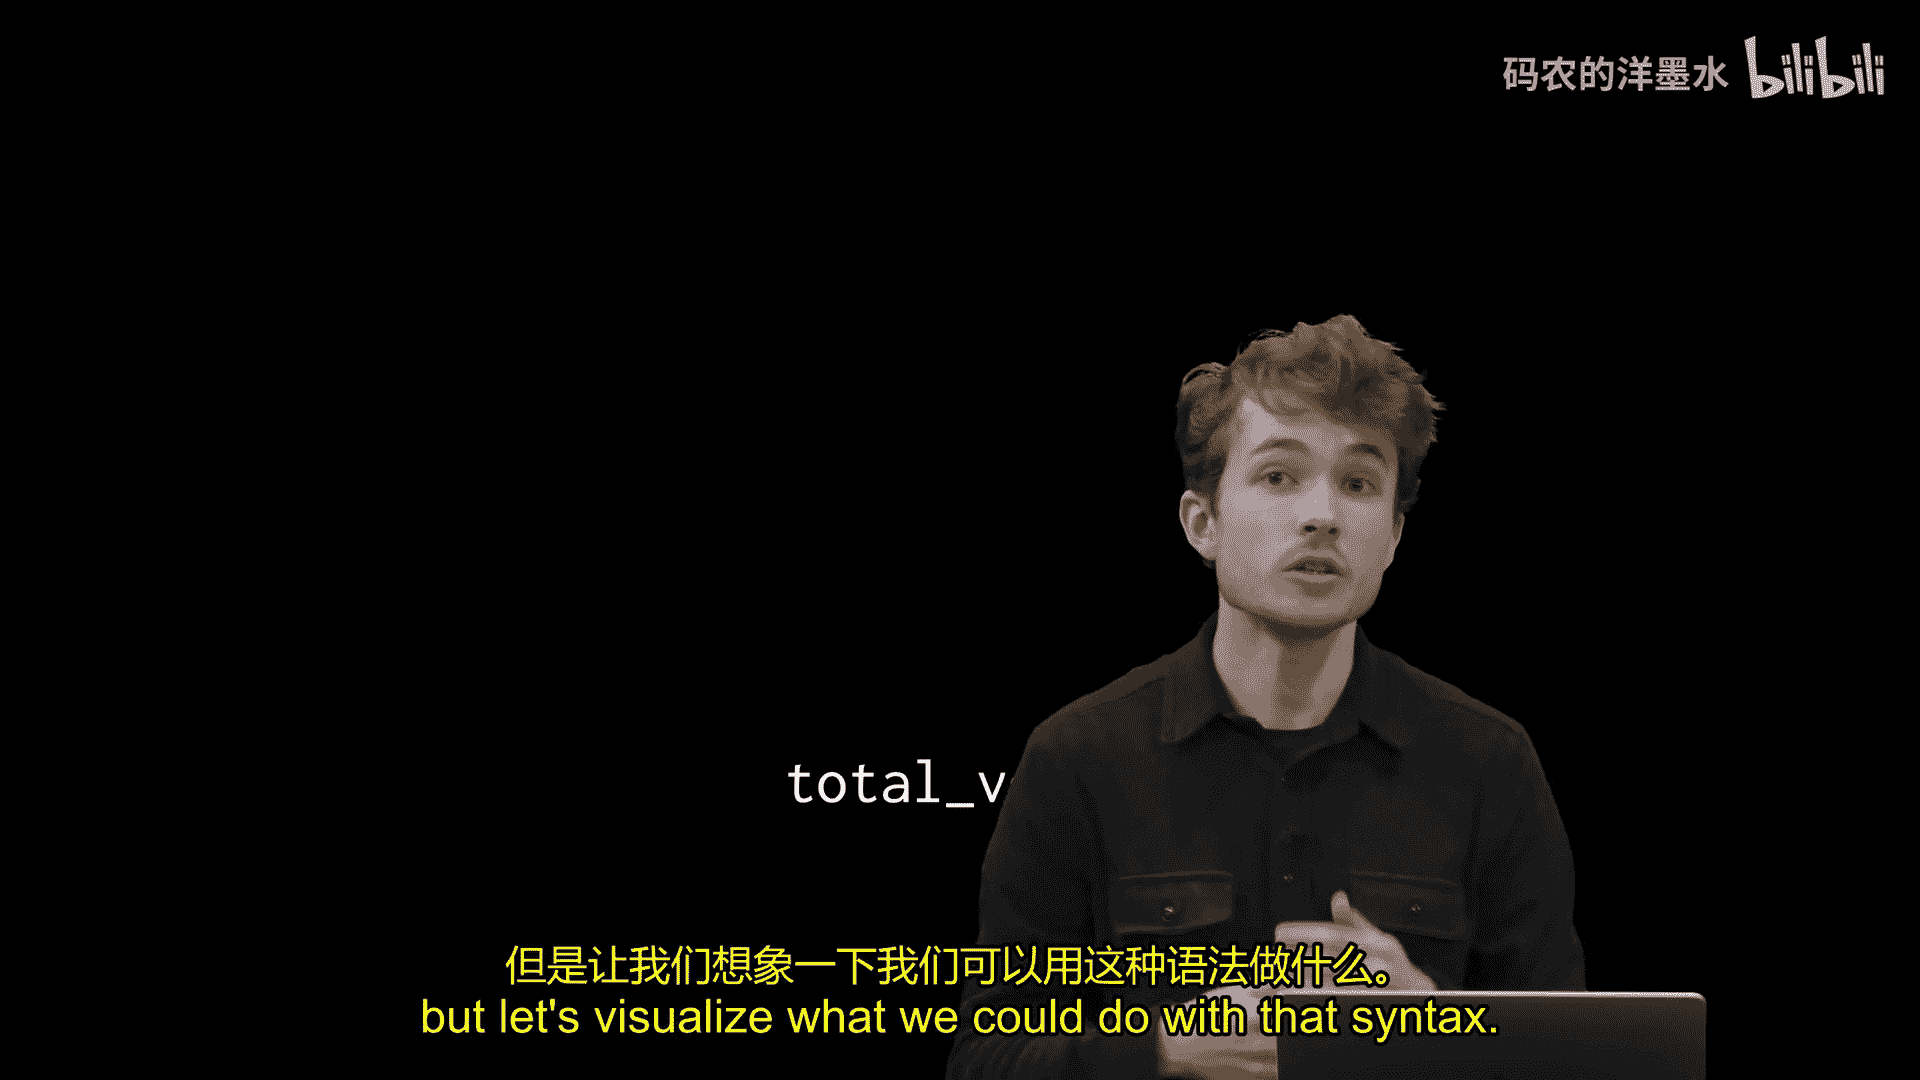 码农的洋墨水 bilibili
total_v
但是让我们想象一下我们可以用这种语法做什么。
but let's visualize what we could do with that syntax.